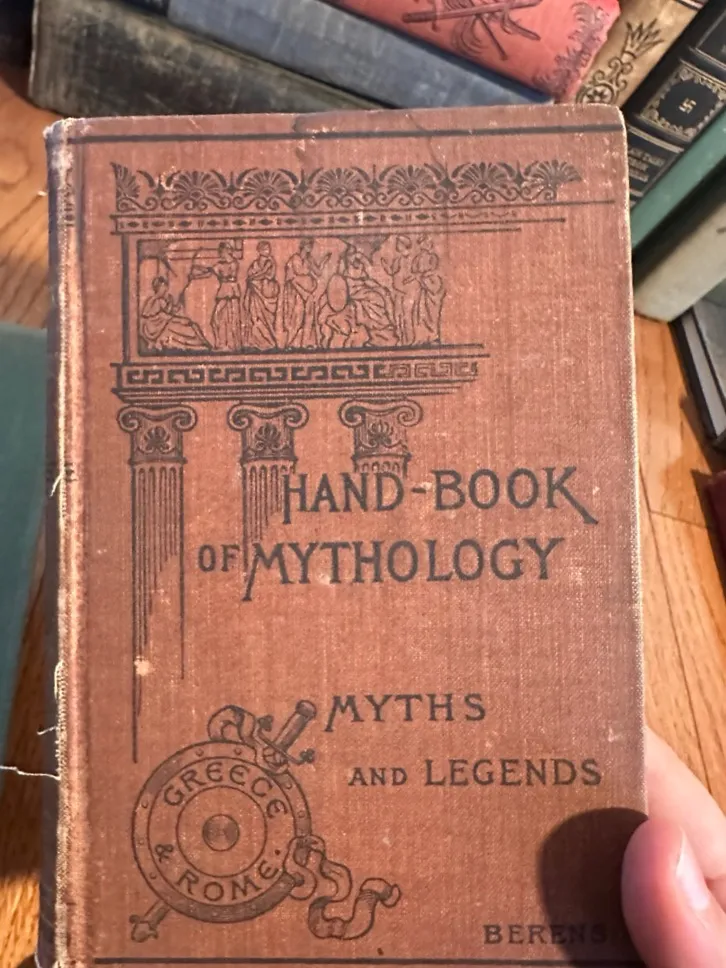 HAND-BOOK
OF MYTHOLOGY
MYTHS
AND LEGENDS
GREECE
& ROME.
BERENS